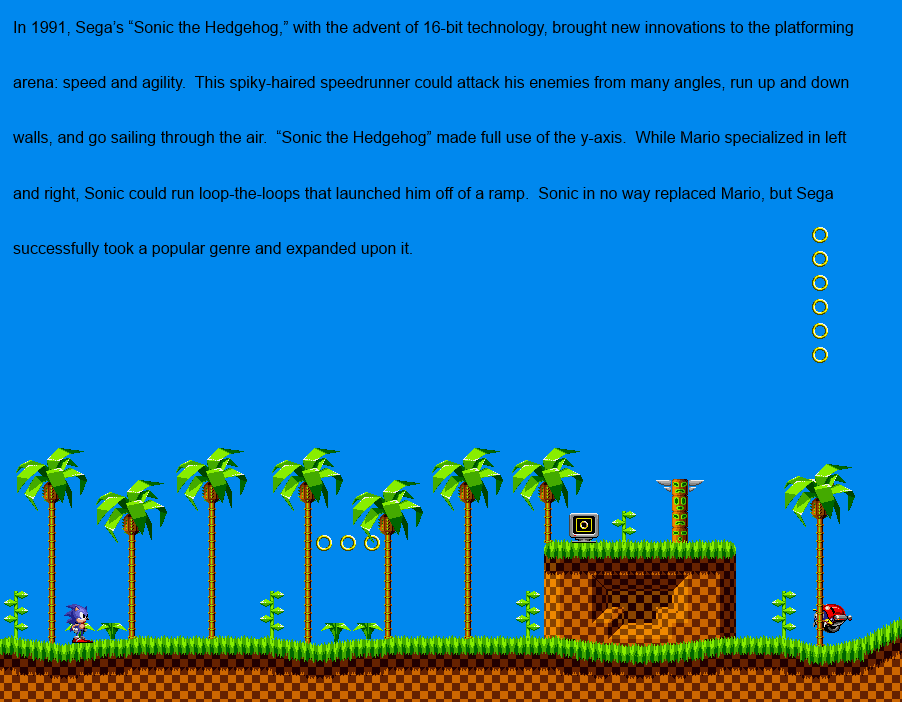 In 1991, Sega’s “Sonic the Hedgehog,” with the advent of 16-bit technology, brought new innovations to the platforming
arena: speed and agility.  This spiky-haired speedrunner could attack his enemies from many angles, run up and down
walls, and go sailing through the air.  “Sonic the Hedgehog” made full use of the y-axis.  While Mario specialized in left
and right, Sonic could run loop-the-loops that launched him off of a ramp.  Sonic in no way replaced Mario, but Sega
successfully took a popular genre and expanded upon it.